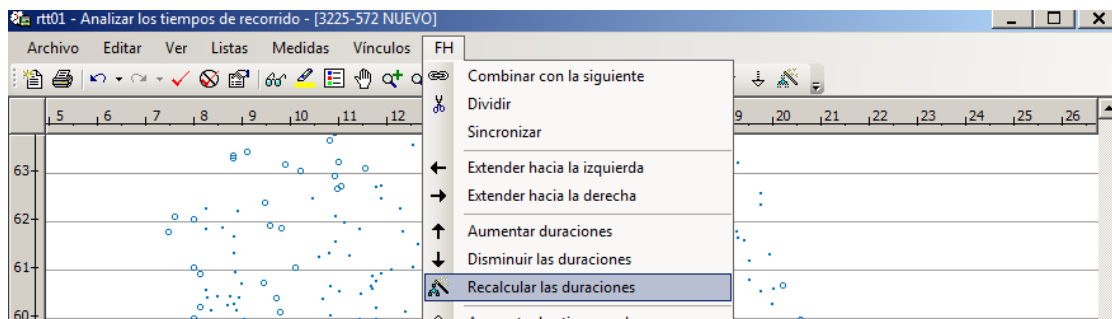 rtt01 - Analizar los tiempos de recorrido - [3225-572 NUEVO]
Archivo Editar Ver Listas Medidas Vínculos FH
Combinar con la siguiente
Dividir
5 6 7 8 9 10 11 12 9 20 21 22 23 24 25 26
Sincronizar
63
Extender hacia la izquierda
Extender hacia la derecha
62
Aumentar duraciones
Disminuir las duraciones
61
Recalcular las duraciones
60